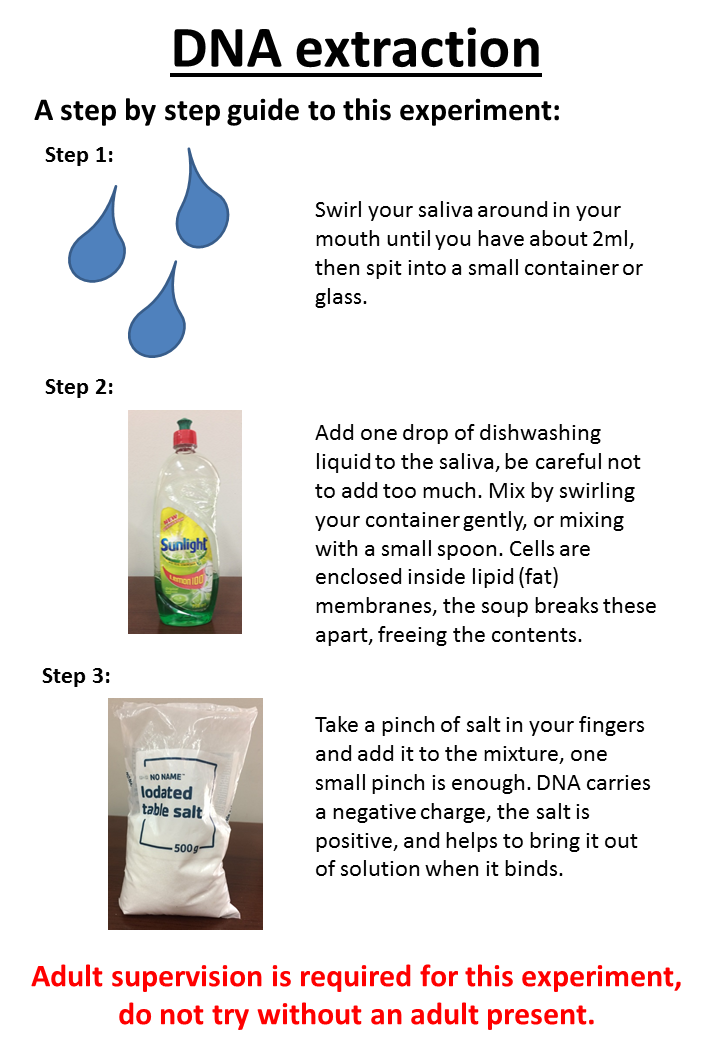 DNA extraction
A step by step guide to this experiment:
Step 1:
Swirl your saliva around in your
mouth until you have about 2ml,
then spit into a small container or
glass.
Step 2:
NEW
Sunlight
LEMON 100
Add one drop of dishwashing
liquid to the saliva, be careful not
to add too much. Mix by swirling
your container gently, or mixing
with a small spoon. Cells are
enclosed inside lipid (fat)
membranes, the soup breaks these
apart, freeing the contents.
Step 3:
NO NAME™
Iodated
table salt
500g
Take a pinch of salt in your fingers
and add it to the mixture, one
small pinch is enough. DNA carries
a negative charge, the salt is
positive, and helps to bring it out
of solution when it binds.
Adult supervision is required for this experiment,
do not try without an adult present.